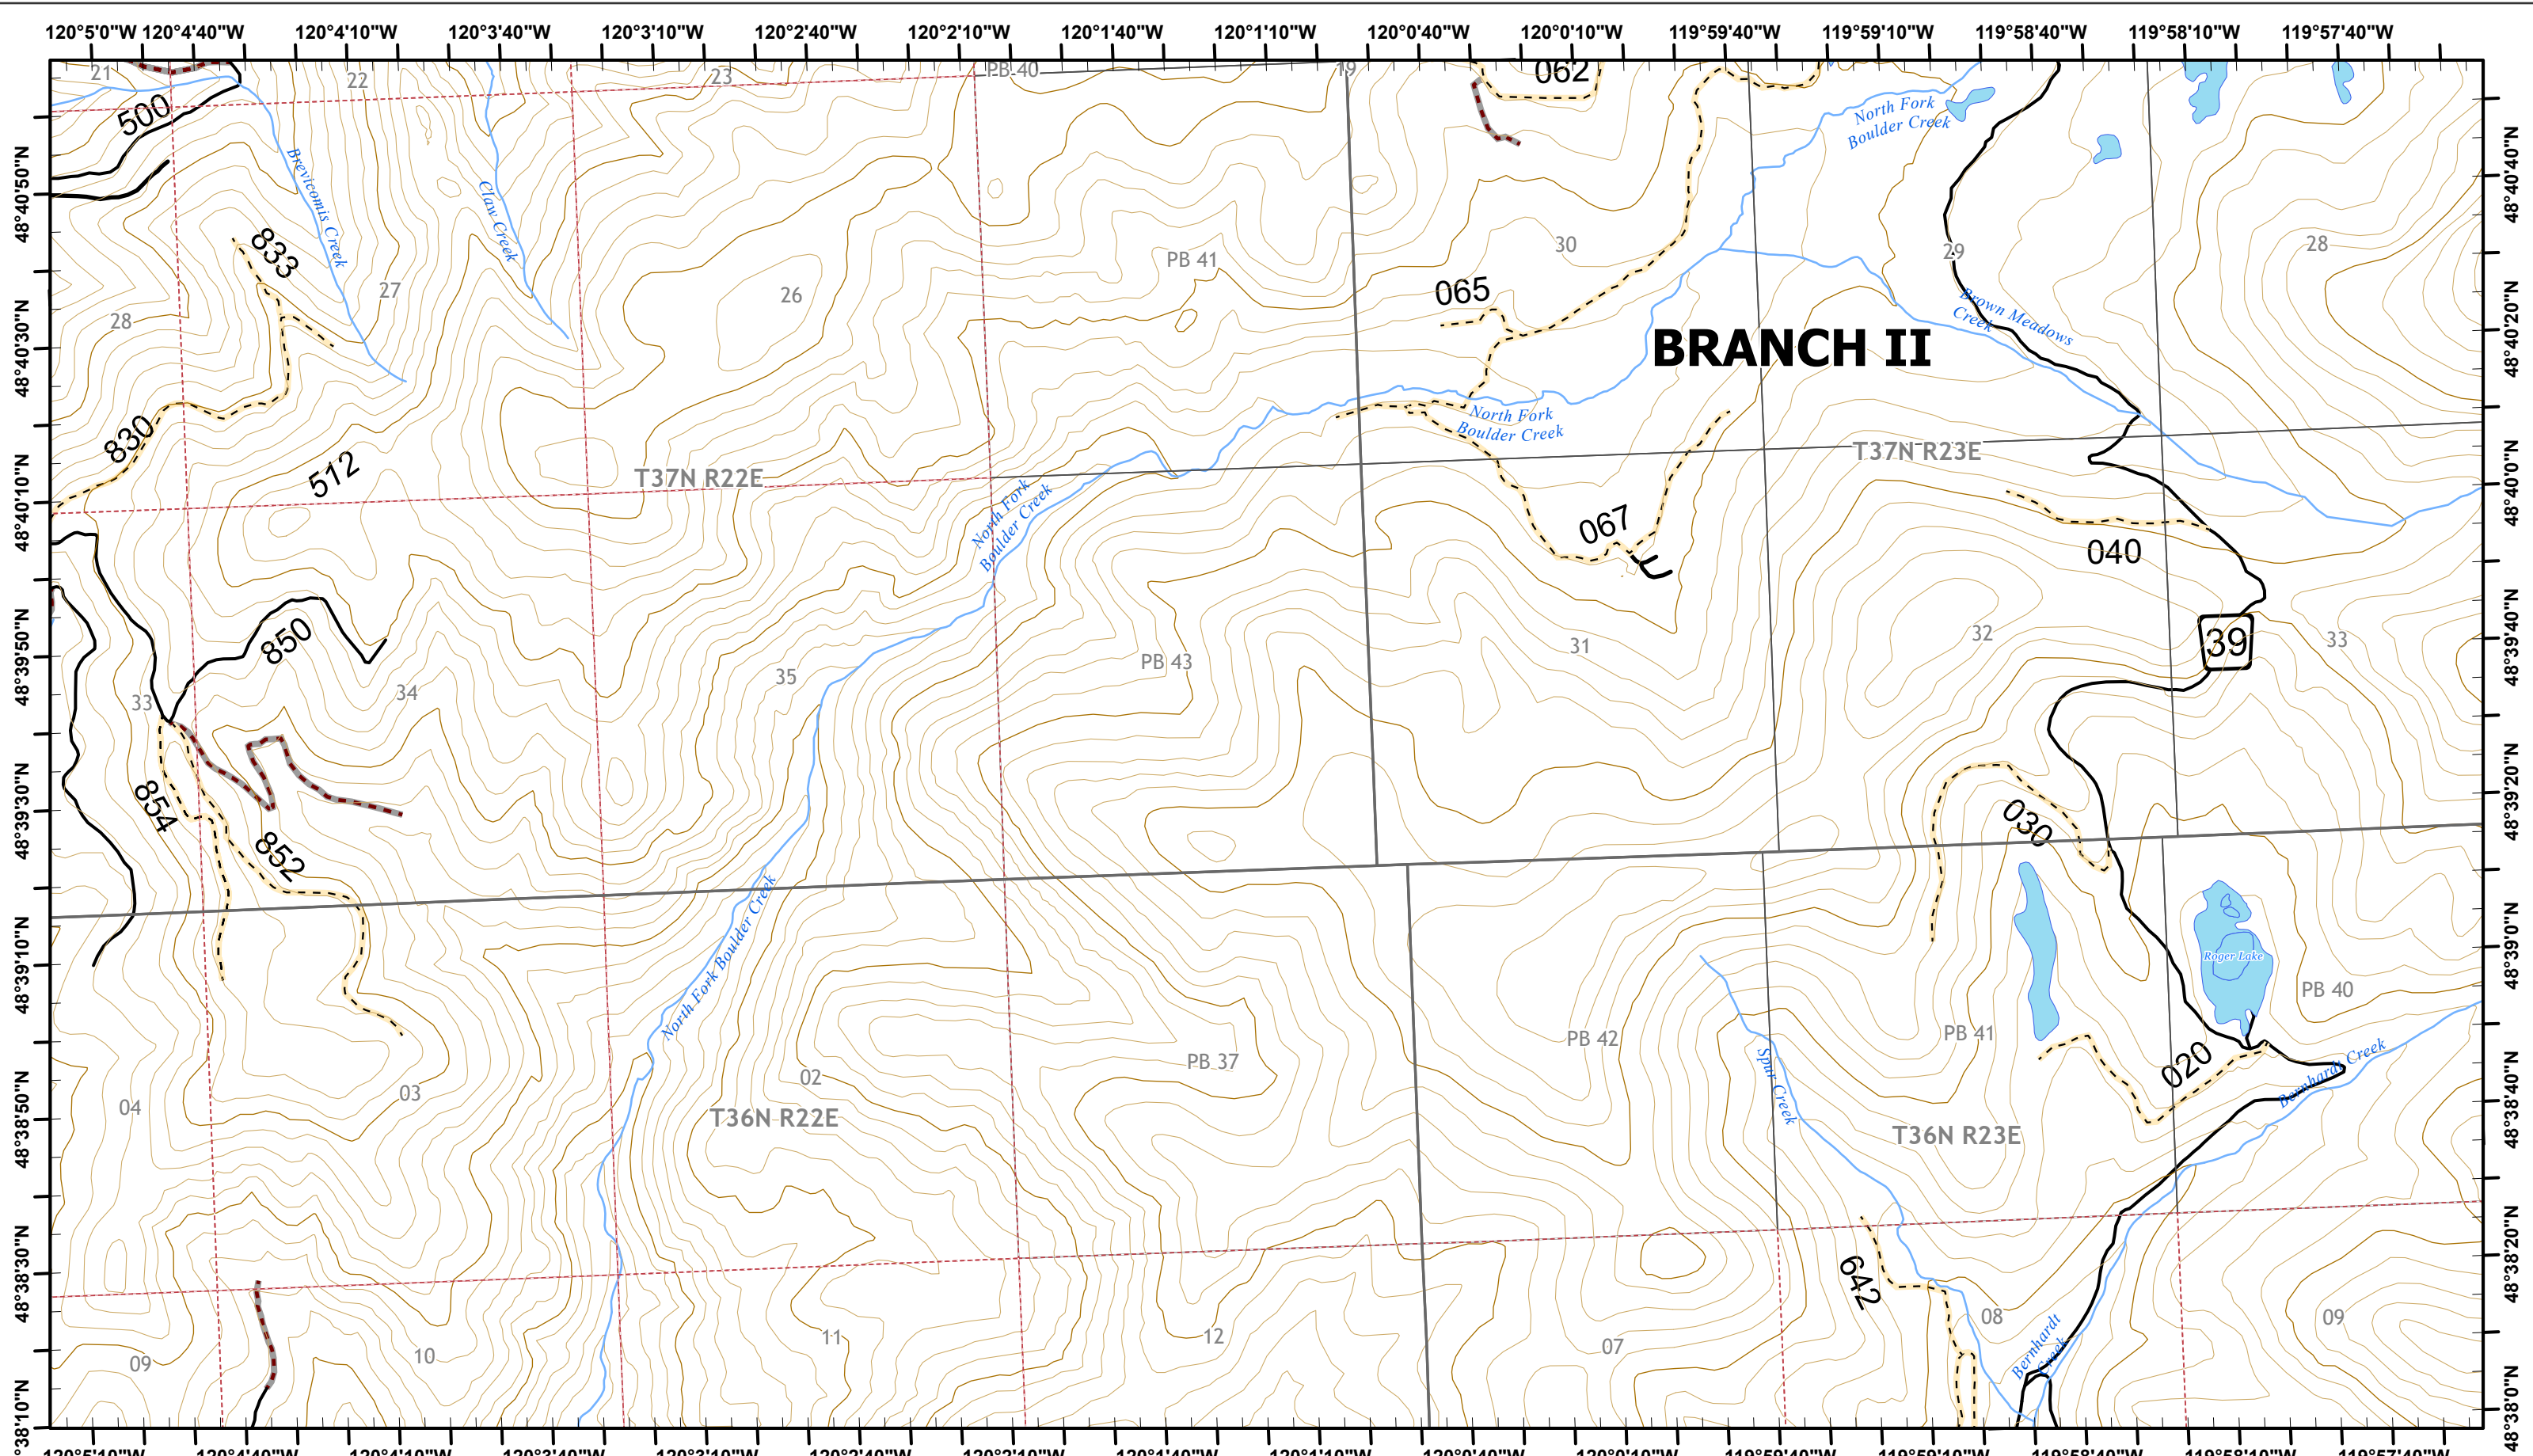 120°5'0"W 120°4'40"W 120°4'10"W 120°3'40"W 120°3'10"W 120°2'40"W 120°2'10"W 120°1'40"W 120°1'10"W 120°0'40"W 120°0'10"W 119°59'40"W 119°59'10"W 119°58'40"W 119°58'10"W 119°57'40"W
21
22
23
PB 40
19
062
500
North Fork
Boulder Creek
48°40'50"N
48°40'40"N
Brevicomis Creek
Claw Creek
833
PB 41
30
29
28
27
26
065
28
Brown Meadows
Creek
48°40'30"N
48°40'20"N
BRANCH II
830
North Fork
Boulder Creek
512
T37N R22E
T37N R23E
48°40'10"N
48°40'0"N
North Fork
Boulder Creek
067
040
850
39
48°39'50"N
48°39'40"N
33
34
35
PB 43
31
32
33
854
852
030
48°39'30"N
48°39'20"N
North Fork Boulder Creek
Roger Lake
48°39'10"N
48°39'0"N
PB 40
PB 42
PB 41
PB 37
Spur Creek
020
Bernhardt Creek
04
03
02
48°38'50"N
48°38'40"N
T36N R22E
T36N R23E
48°38'30"N
48°38'20"N
642
08
09
Bernhardt
Creek
09
10
11
12
07
48°38'10"N
48°38'0"N